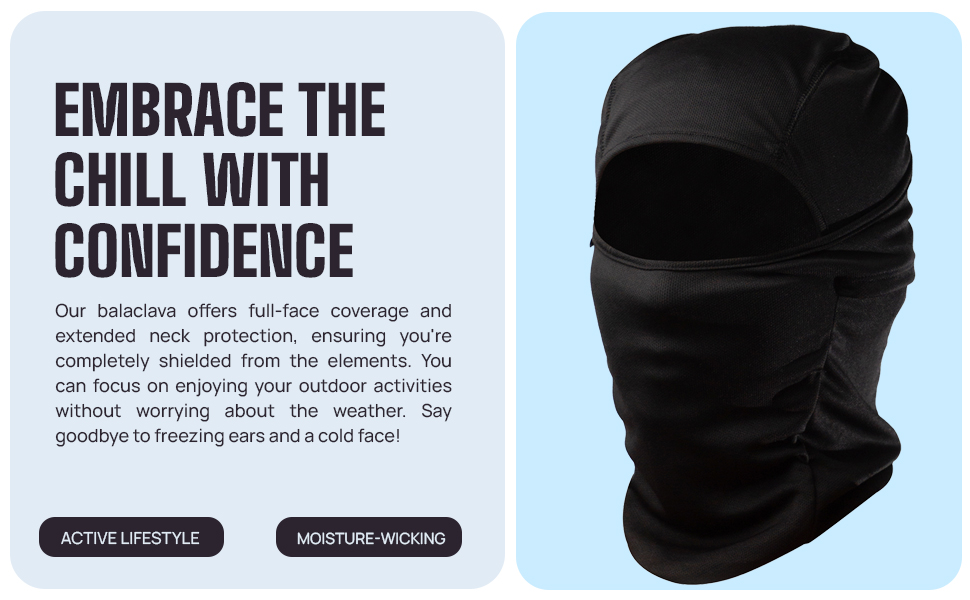 EMBRACE THE
CHILL WITH
CONFIDENCE
Our balaclava offers full-face coverage and
extended neck protection, ensuring you're
completely shielded from the elements. You
can focus on enjoying your outdoor activities
without worrying about the weather. Say
goodbye to freezing ears and a cold face!
ACTIVE LIFESTYLE
MOISTURE-WICKING